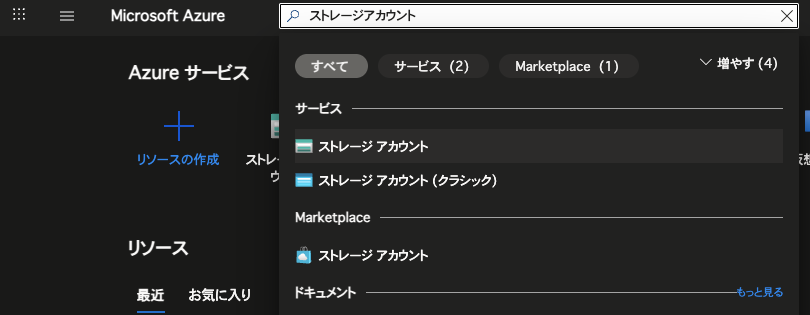 Microsoft Azure
ストレージアカウント
Azure サービス
すべて サービス (2) Marketplace (1) 増やす (4)
サービス
リソースの作成
ストレージ アカウント
ストレージ アカウント (クラシック)
Marketplace
リソース
ストレージ アカウント
最近 お気に入り
ドキュメント もっと見る